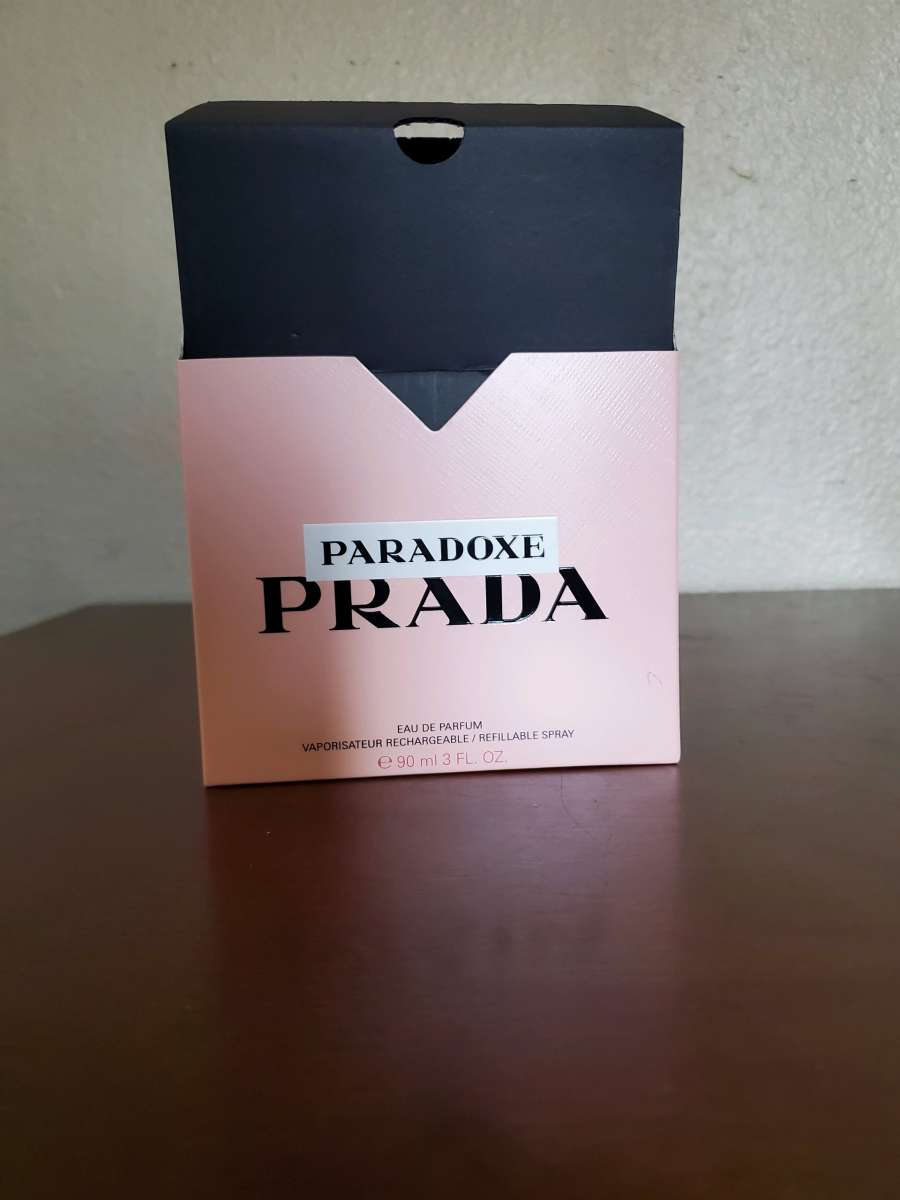 PARADOXE
PRADA
EAU DE PARFUM
VAPORISATEUR RECHARGEABLE / REFILLABLE SPRAY
℮ 90 ml 3 FL. OZ.